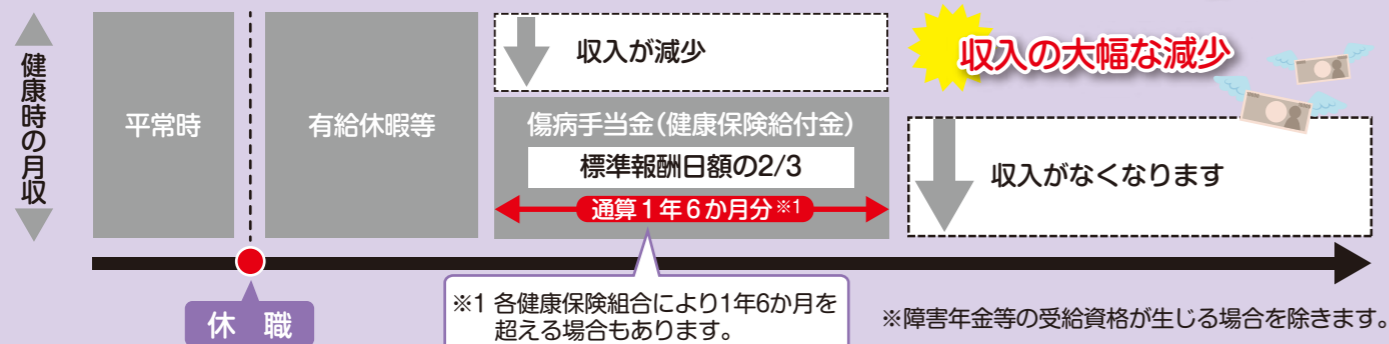 健康時の月収
平常時
有給休暇等
収入が減少
傷病手当金(健康保険給付金)
標準報酬日額の2/3
通算1年6か月分※1
収入の大幅な減少
収入がなくなります
休 職
※1 各健康保険組合により1年6か月を
超える場合もあります。
※障害年金等の受給資格が生じる場合を除きます。